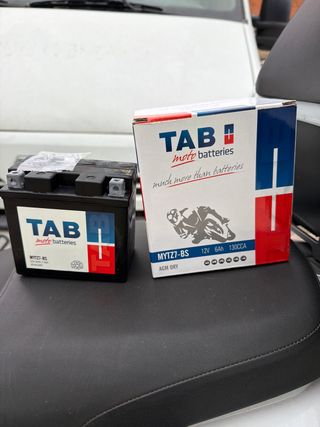 TAB
moto batteries
MYTZ7-BS
TAB
moto batteries
much more than batteries
MYTZ7-BS 12V 6Ah 130CCA
AGM DRY